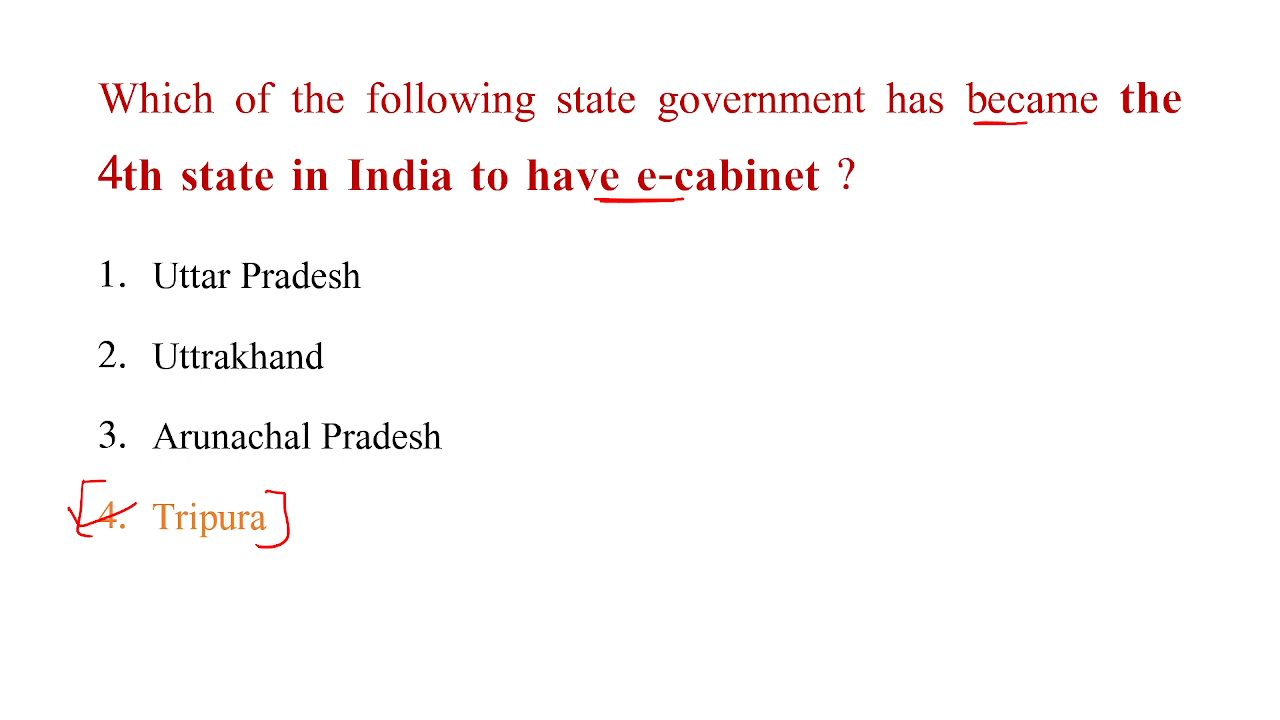 Which of the following state government has became the
4th state in India to have e-cabinet ?
1. Uttar Pradesh
2. Uttrakhand
3. Arunachal Pradesh
4. Tripura